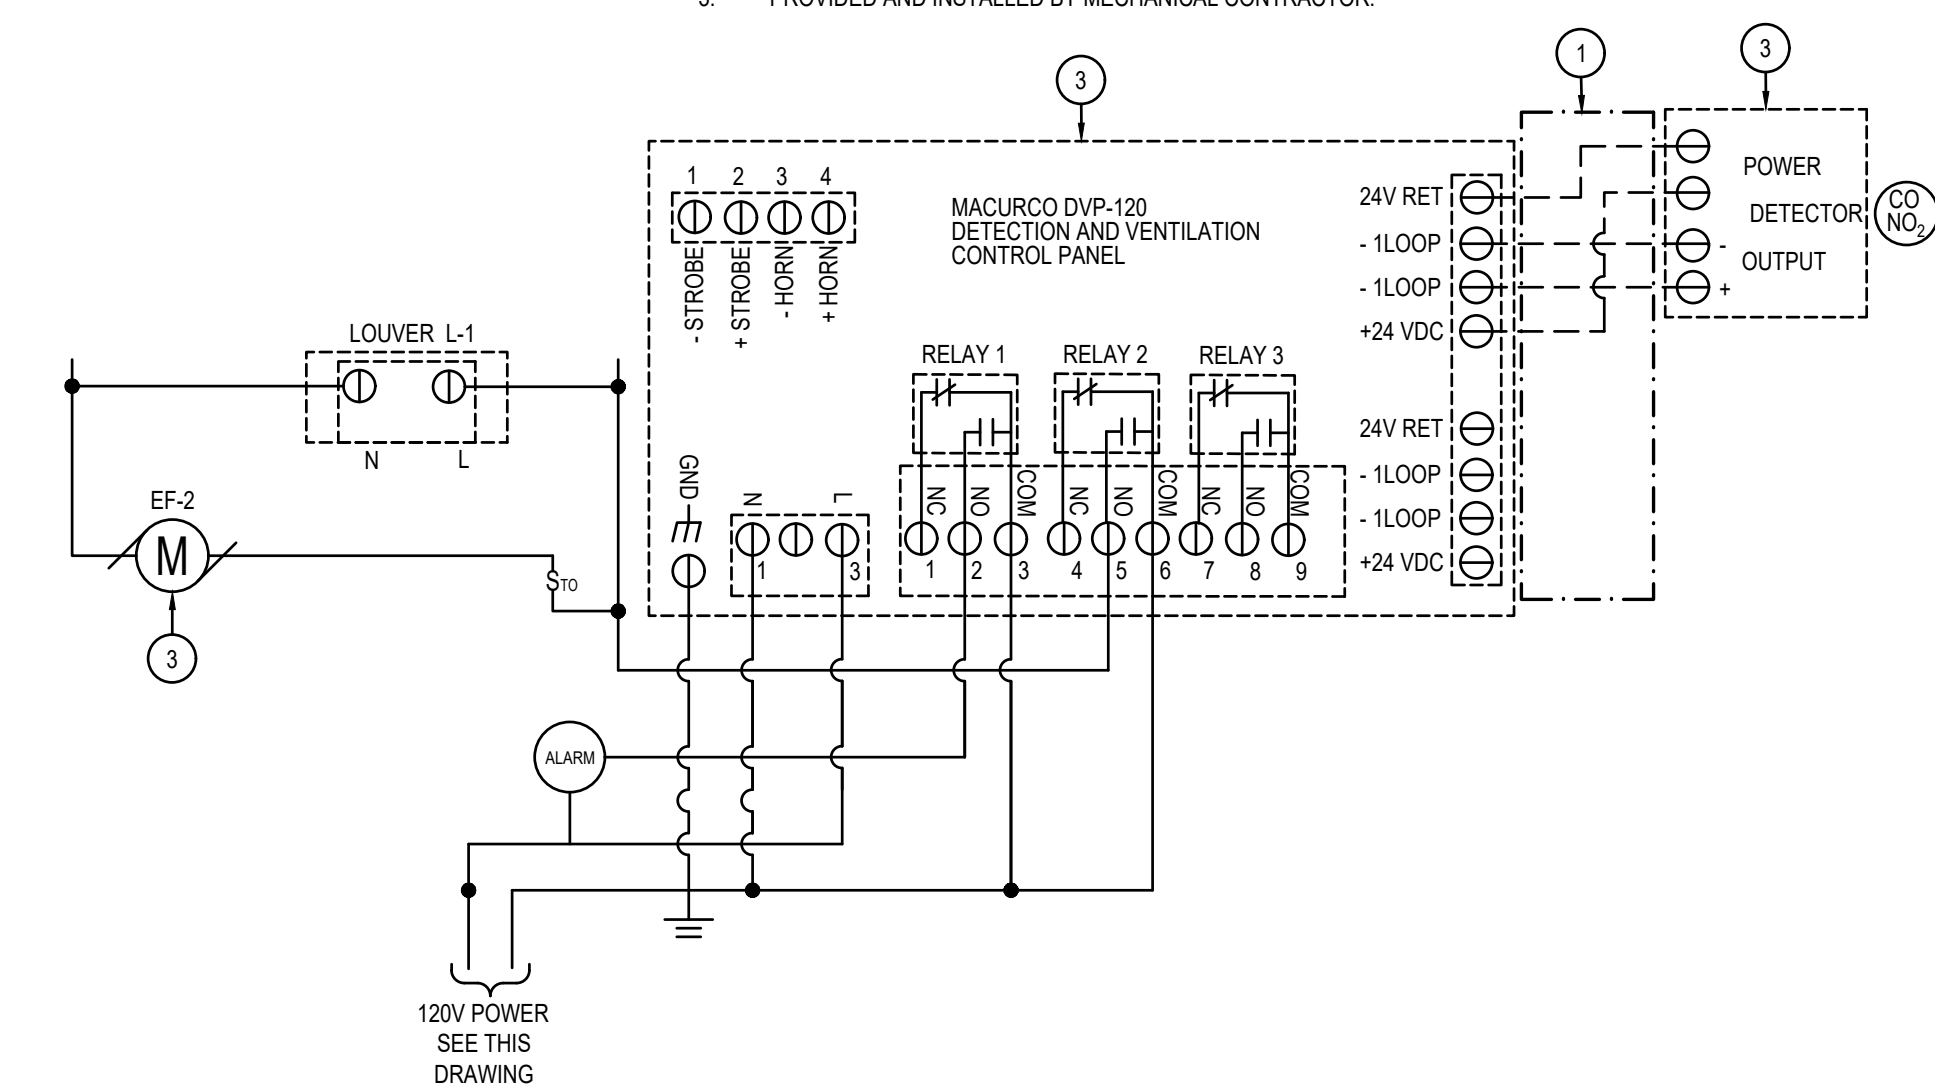 3. PROVIDED AND INSTALLED BY MECHANICAL CONTRACTOR.
3
1
3
1 2 3 4
- STROBE
+ STROBE
- HORN
+ HORN
MACURCO DVP-120
DETECTION AND VENTILATION
CONTROL PANEL
24V RET
- 1LOOP
- 1LOOP
+24 VDC
POWER
DETECTOR
- OUTPUT
+
CO
NO2
LOUVER L-1
N L
RELAY 1 RELAY 2 RELAY 3
24V RET
- 1LOOP
- 1LOOP
+24 VDC
GND
N L
1 3
NC NO COM NC NO COM NC NO COM
1 2 3 4 5 6 7 8 9
EF-2
M
STO
3
ALARM
120V POWER
SEE THIS
DRAWING